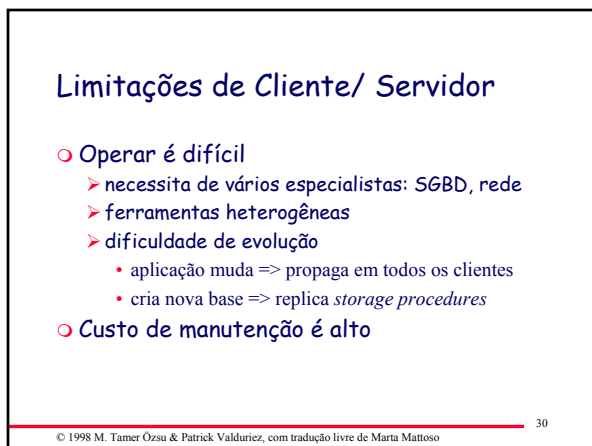 Limitações de Cliente/ Servidor
Operar é difícil
necessita de vários especialistas: SGBD, rede
ferramentas heterogêneas
dificuldade de evolução
• aplicação muda => propaga em todos os clientes
• cria nova base => replica storage procedures
Custo de manutenção é alto
30
© 1998 M. Tamer Özsu & Patrick Valduriez, com tradução livre de Marta Mattoso